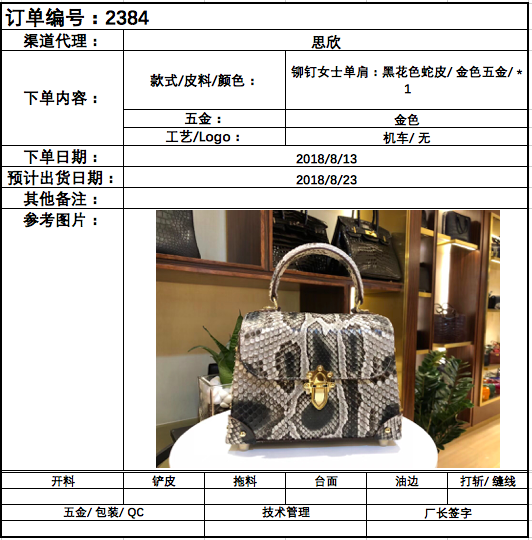 订单编号：2384
渠道代理： 思欣
下单内容： 款式/皮料/颜色： 铆钉女士单肩：黑花色蛇皮/ 金色五金/ *
1
五金： 金色
工艺/Logo： 机车/ 无
下单日期： 2018/8/13
预计出货日期： 2018/8/23
其他备注：
参考图片：
开料 铲皮 拖料 台面 油边 打斩/ 缝线
五金/ 包装/ QC 技术管理 厂长签字